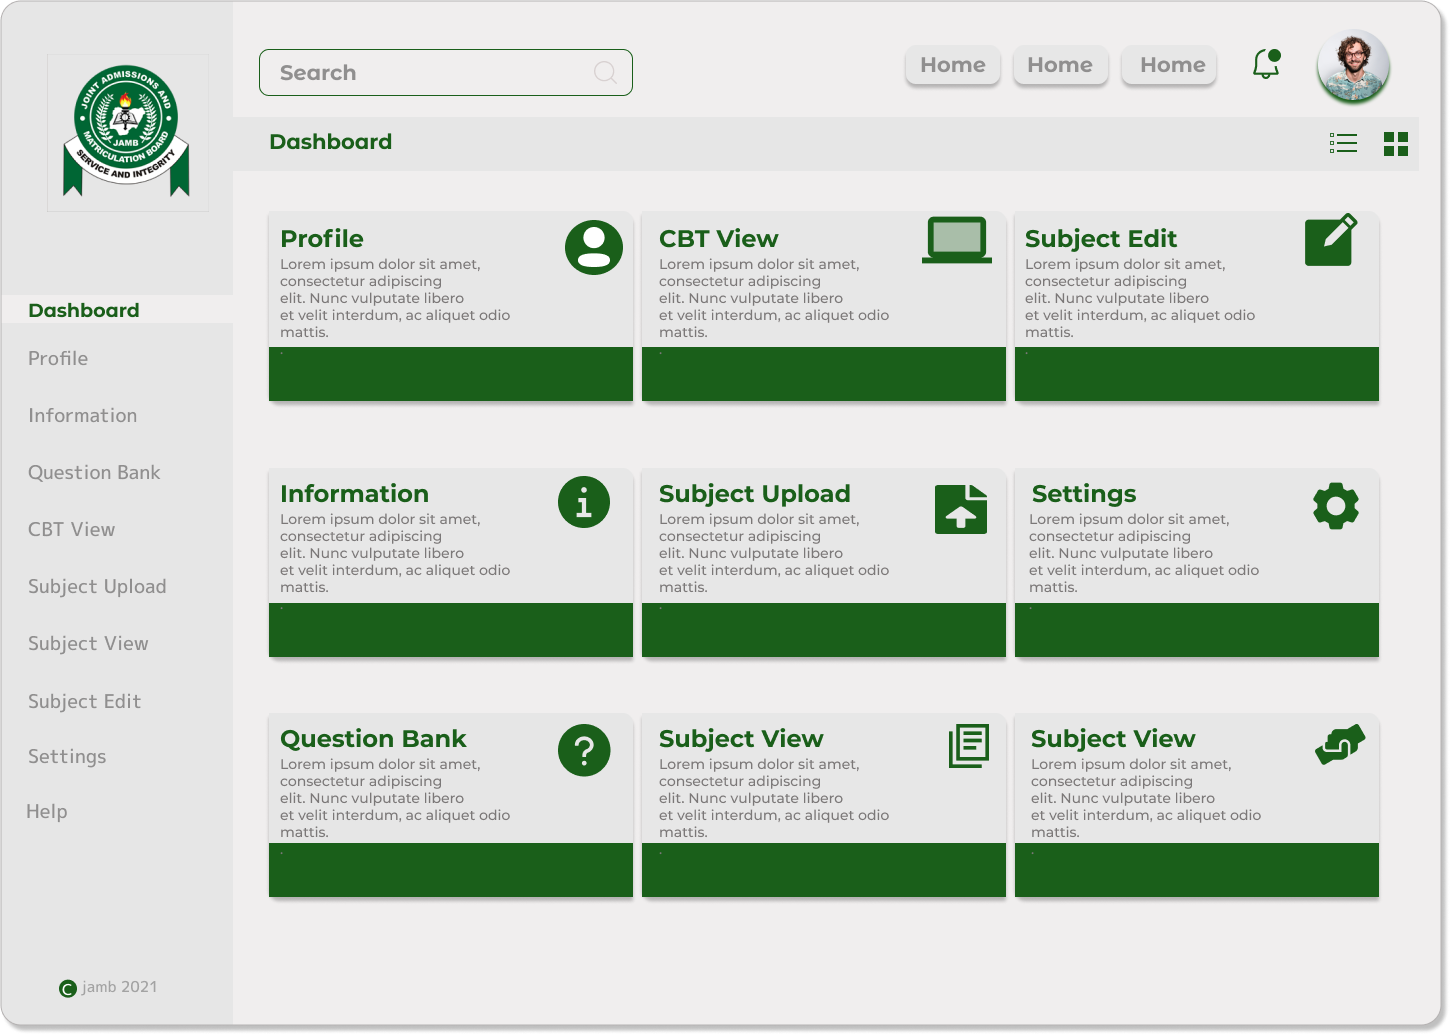 JOINT ADMISSIONS AND
MATRICULATION BOARD
JAMB
SERVICE AND INTEGRITY
Search
Home
Home
Home
Dashboard
Dashboard
Profile
Information
Question Bank
CBT View
Subject Upload
Subject View
Subject Edit
Settings
Help
C jamb 2021
Profile
Lorem ipsum dolor sit amet,
consectetur adipiscing
elit. Nunc vulputate libero
et velit interdum, ac aliquet odio
mattis.
CBT View
Lorem ipsum dolor sit amet,
consectetur adipiscing
elit. Nunc vulputate libero
et velit interdum, ac aliquet odio
mattis.
Subject Edit
Lorem ipsum dolor sit amet,
consectetur adipiscing
elit. Nunc vulputate libero
et velit interdum, ac aliquet odio
mattis.
Information
Lorem ipsum dolor sit amet,
consectetur adipiscing
elit. Nunc vulputate libero
et velit interdum, ac aliquet odio
mattis.
Subject Upload
Lorem ipsum dolor sit amet,
consectetur adipiscing
elit. Nunc vulputate libero
et velit interdum, ac aliquet odio
mattis.
Settings
Lorem ipsum dolor sit amet,
consectetur adipiscing
elit. Nunc vulputate libero
et velit interdum, ac aliquet odio
mattis.
Question Bank
Lorem ipsum dolor sit amet,
consectetur adipiscing
elit. Nunc vulputate libero
et velit interdum, ac aliquet odio
mattis.
Subject View
Lorem ipsum dolor sit amet,
consectetur adipiscing
elit. Nunc vulputate libero
et velit interdum, ac aliquet odio
mattis.
Subject View
Lorem ipsum dolor sit amet,
consectetur adipiscing
elit. Nunc vulputate libero
et velit interdum, ac aliquet odio
mattis.